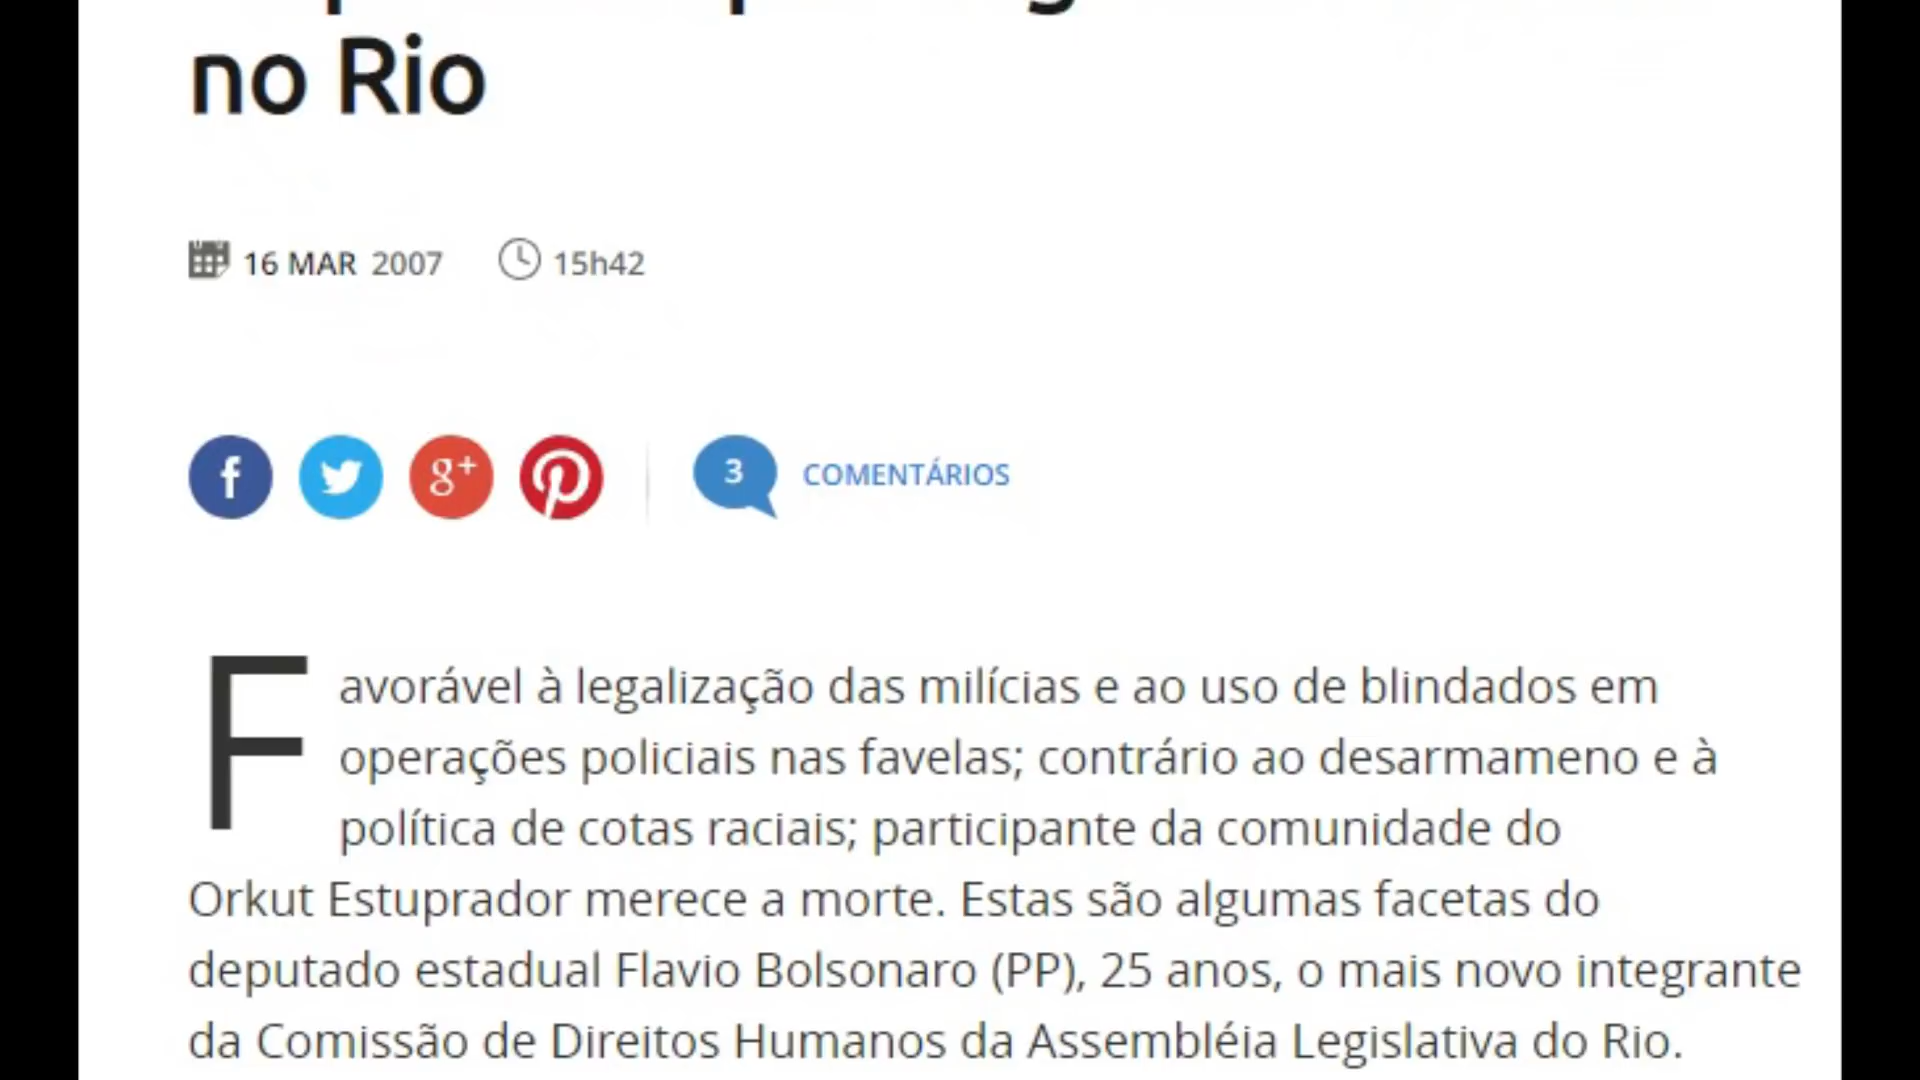 no Rio
16 MAR 2007 15h42
f g+ 3 COMENTÁRIOS
Favorável à legalização das milícias e ao uso de blindados em
operações policiais nas favelas; contrário ao desarmameno e à
política de cotas raciais; participante da comunidade do
Orkut Estuprador merece a morte. Estas são algumas facetas do
deputado estadual Flavio Bolsonaro (PP), 25 anos, o mais novo integrante
da Comissão de Direitos Humanos da Assembléia Legislativa do Rio.